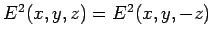 $E^2(x, y, z) = E^2(x, y, -z)$